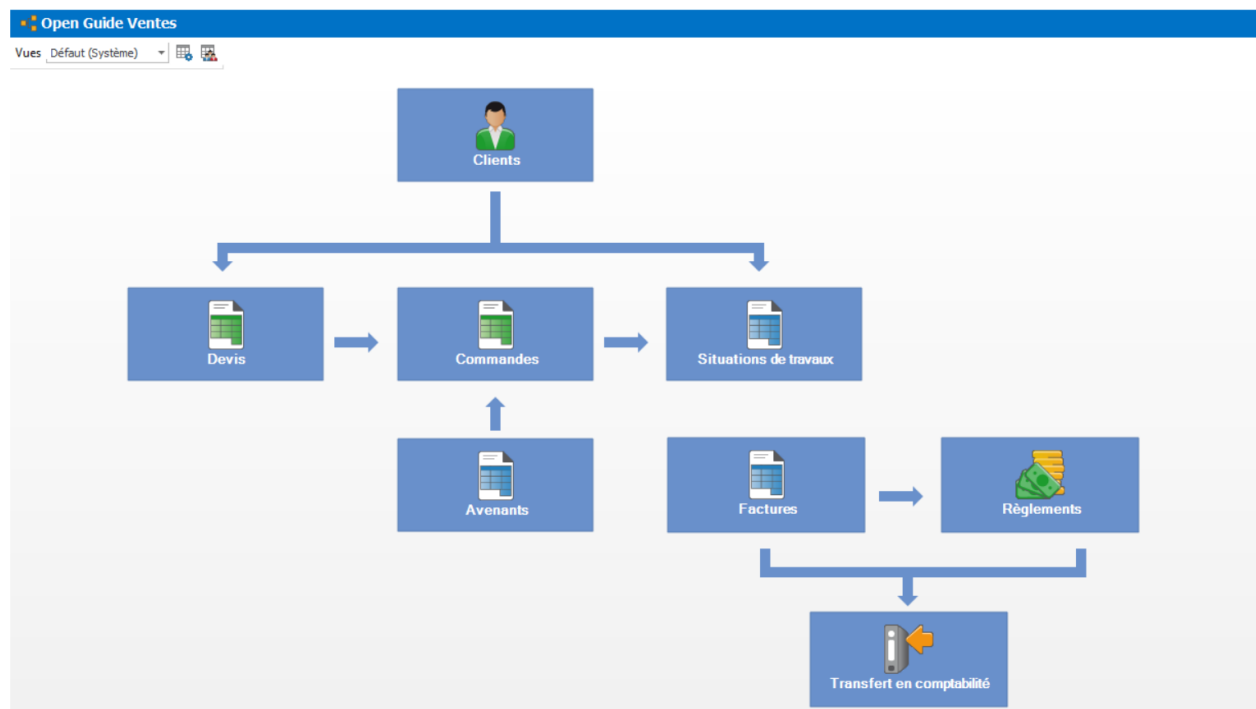 Open Guide Ventes
Vues Défaut (Système)
Clients
Devis
Commandes
Situations de travaux
Avenants
Factures
Règlements
Transfert en comptabilité